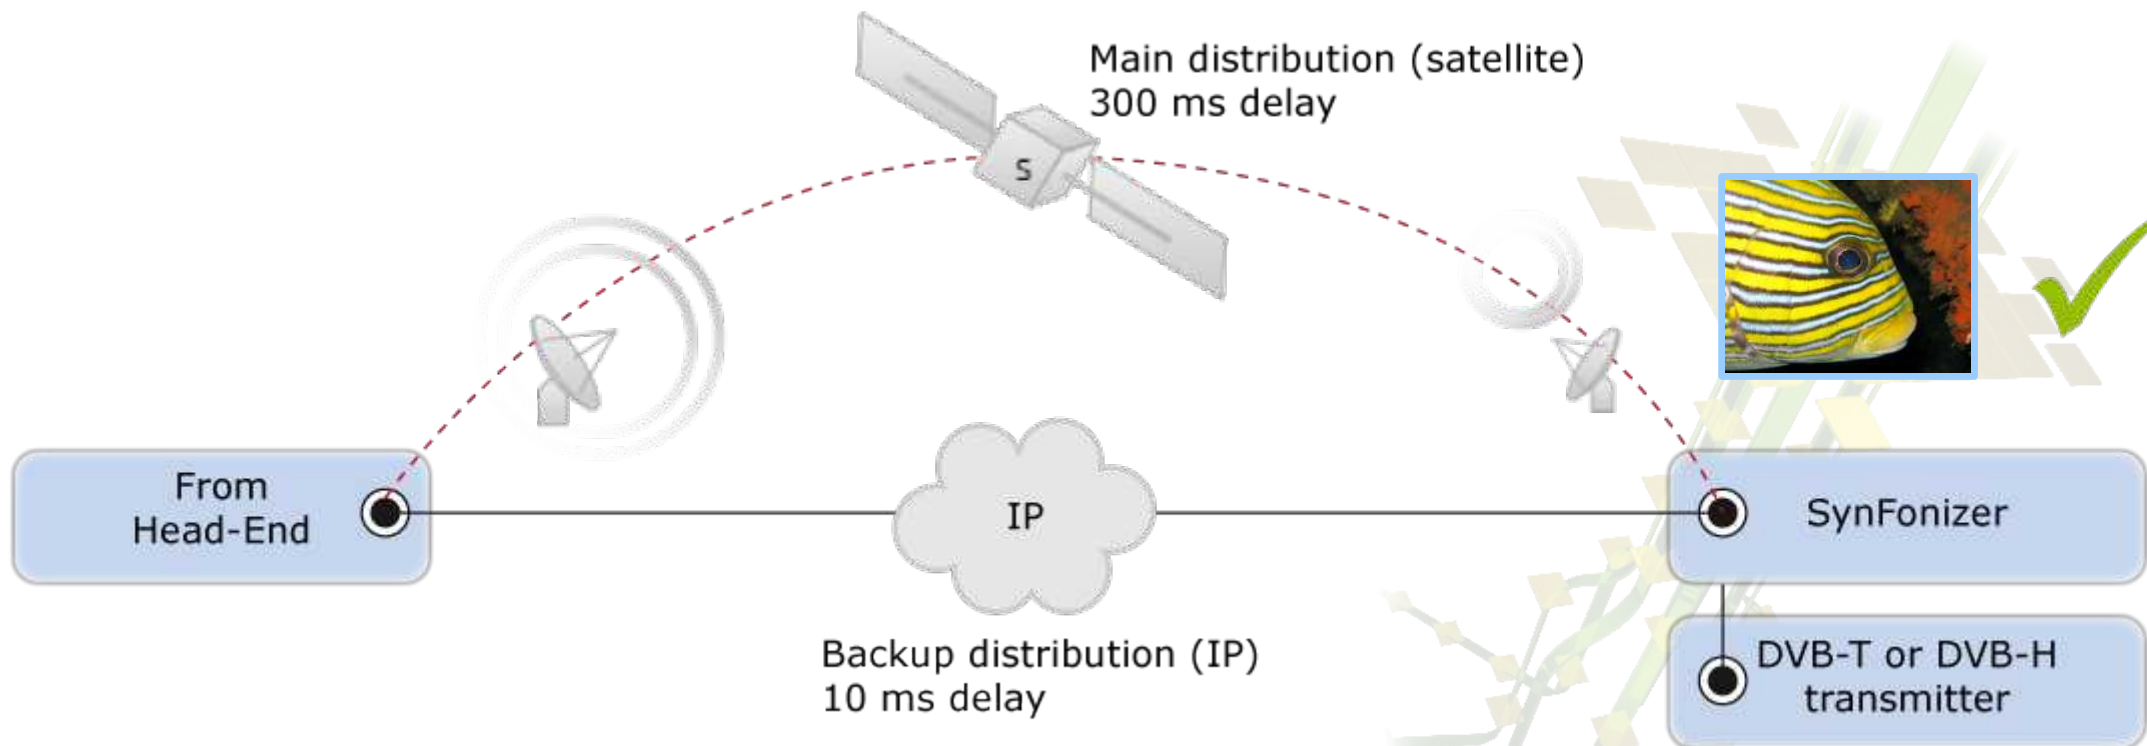 Main distribution (satellite)
300 ms delay
S
From
Head-End
IP
SynFonizer
Backup distribution (IP)
10 ms delay
DVB-T or DVB-H
transmitter